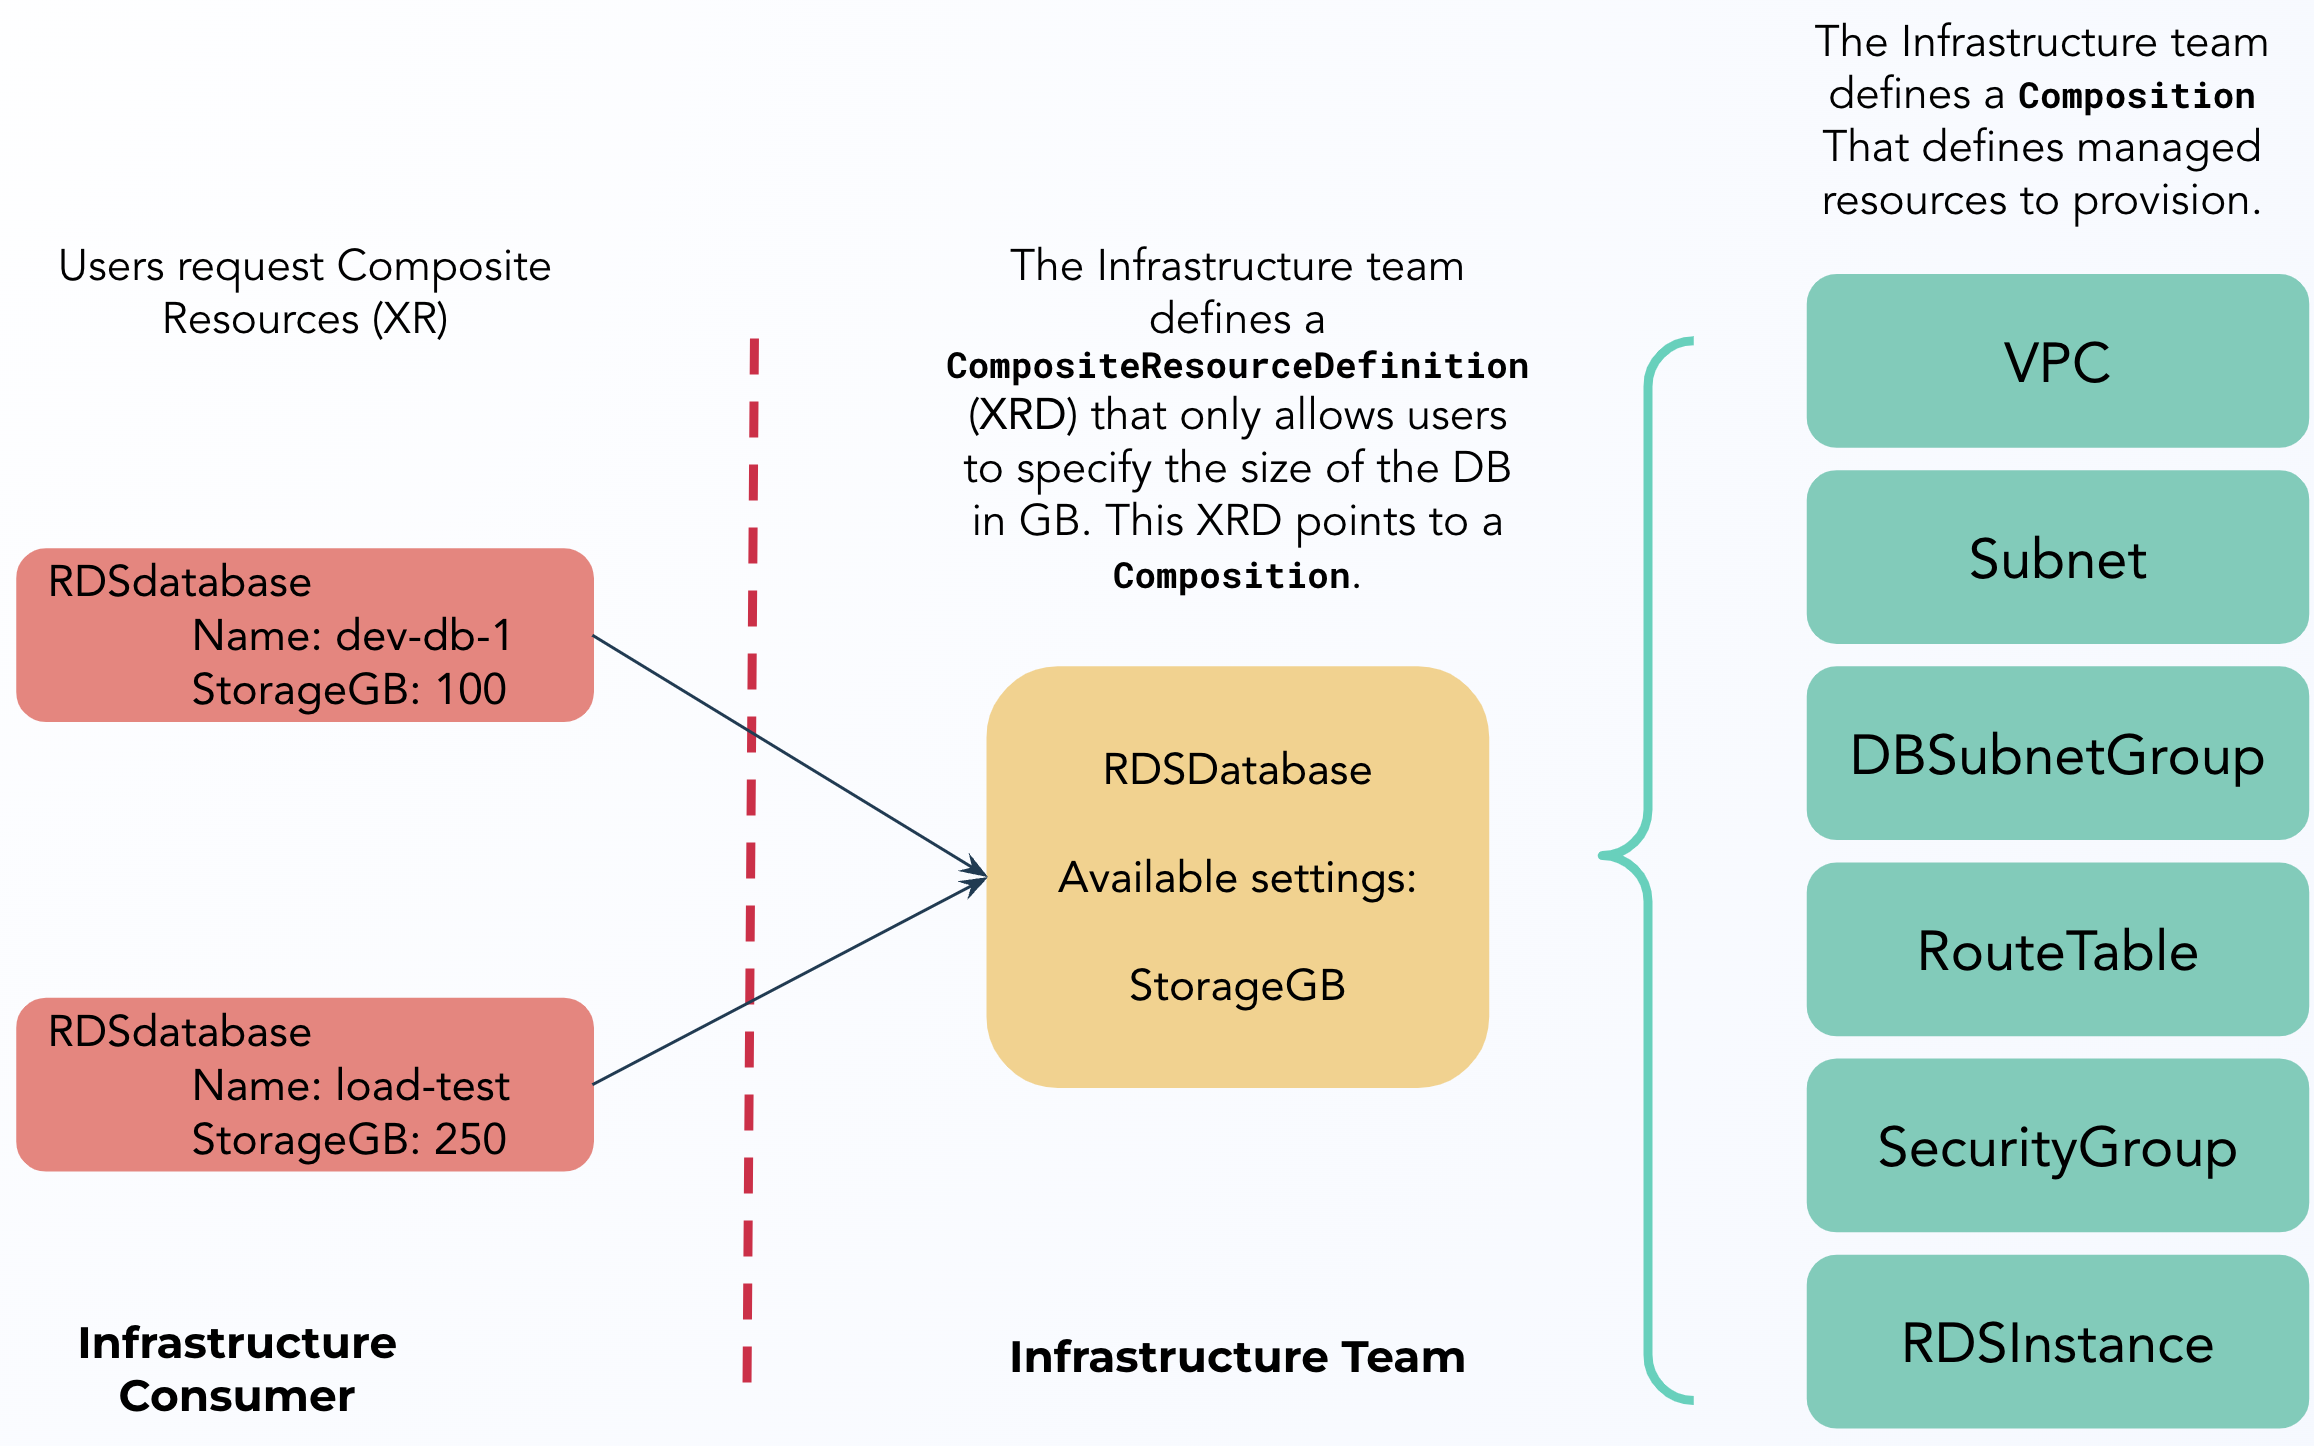 Users request Composite
Resources (XR)
RDSdatabase
Name: dev-db-1
StorageGB: 100
RDSdatabase
Name: load-test
StorageGB: 250
Infrastructure
Consumer
The Infrastructure team
defines a
CompositeResourceDefinition
(XRD) that only allows users
to specify the size of the DB
in GB. This XRD points to a
Composition.
RDSDatabase
Available settings:
StorageGB
Infrastructure Team
The Infrastructure team
defines a Composition
That defines managed
resources to provision.
VPC
Subnet
DBSubnetGroup
RouteTable
SecurityGroup
RDSInstance